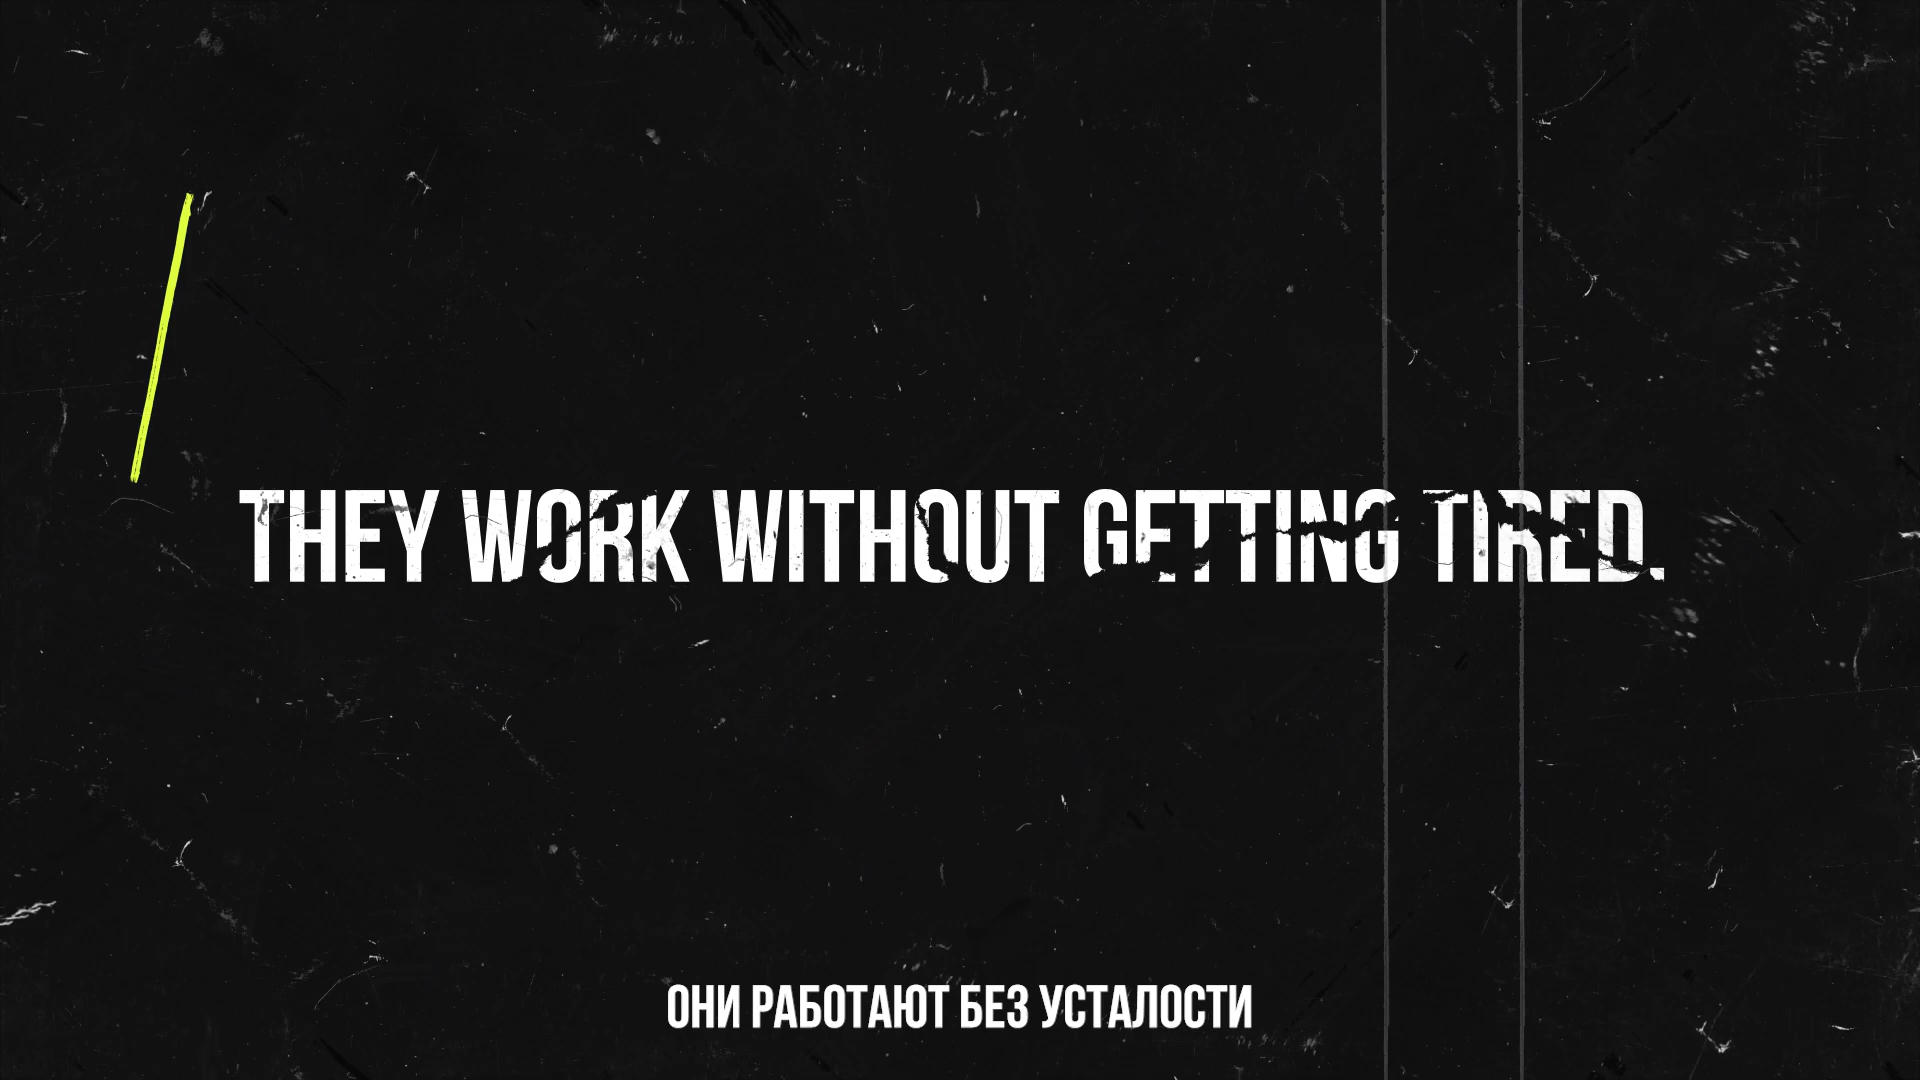 THEY WORK WITHOUT GETTING TIRED.
ОНИ РАБОТАЮТ БЕЗ УСТАЛОСТИ